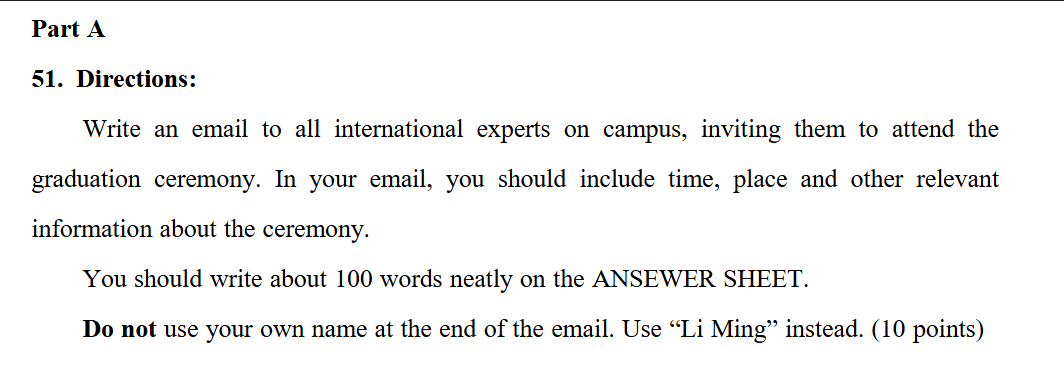 Part A
51. Directions:
Write an email to all international experts on campus, inviting them to attend the
graduation ceremony. In your email, you should include time, place and other relevant
information about the ceremony.
You should write about 100 words neatly on the ANSEWER SHEET.
Do not use your own name at the end of the email. Use “Li Ming” instead. (10 points)